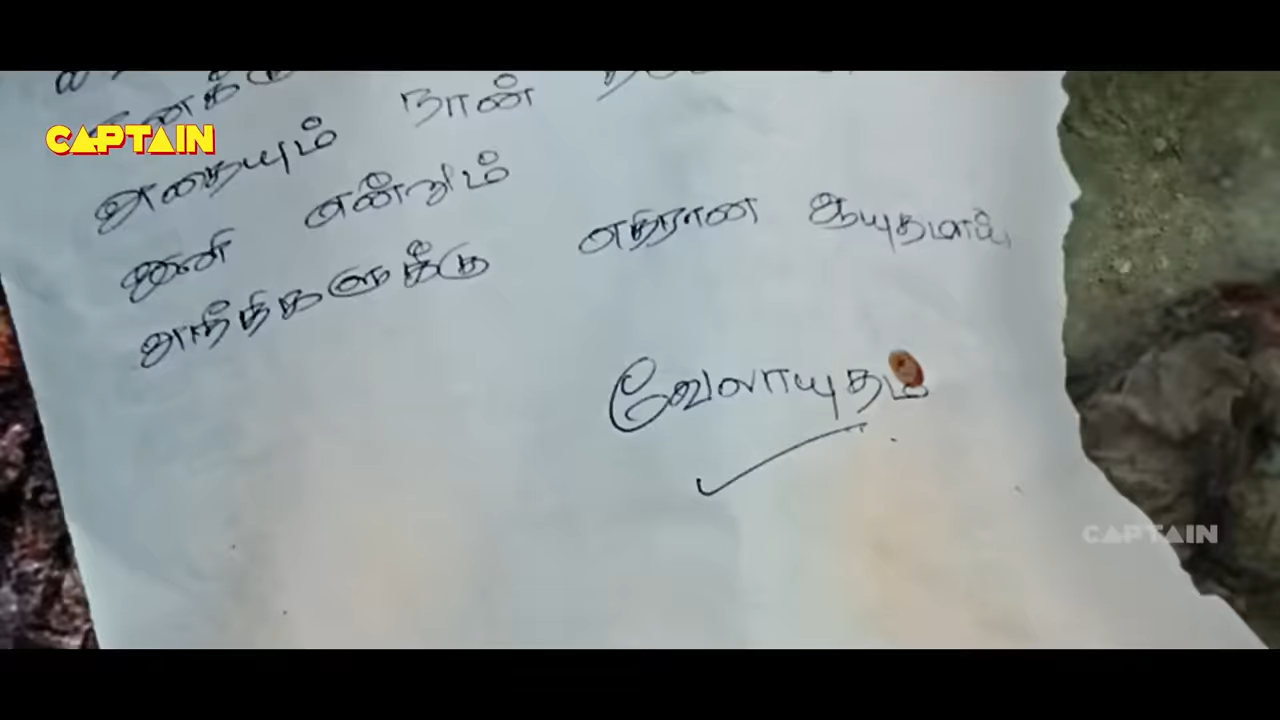 CAPTAIN
அதையும் நான்
இனி என்றும்
அநீதிகளுக்கு எதிரான ஆயுதமாய்
வேலாயுதம்
CAPTAIN